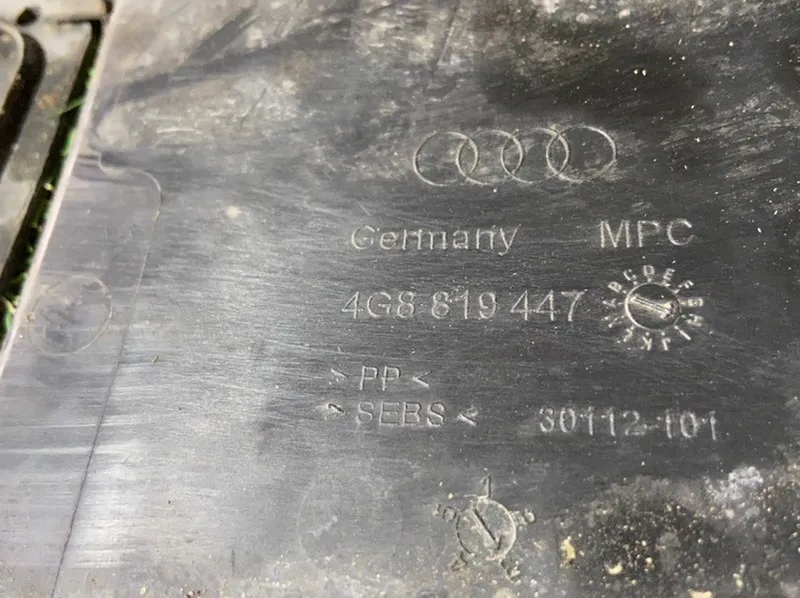 Germany MPC
4G8 819 447
>PP<
>SEBS< 30112-101